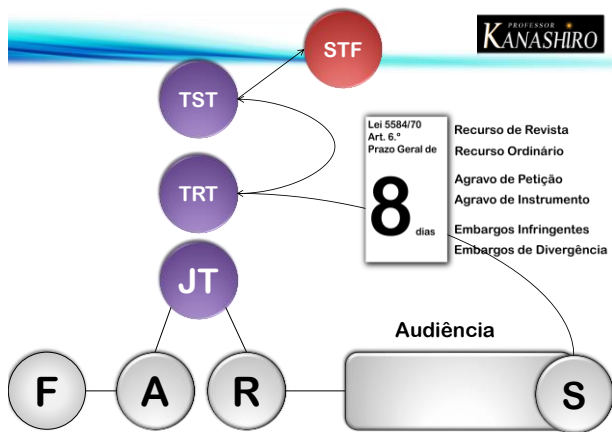 PROFESSOR
KANASHIRO
STF
TST
Lei 5584/70
Art. 6.º
Prazo Geral de
8
dias
Recurso de Revista
Recurso Ordinário
Agravo de Petição
Agravo de Instrumento
Embargos Infringentes
Embargos de Divergência
TRT
JT
Audiência
F
A
R
S